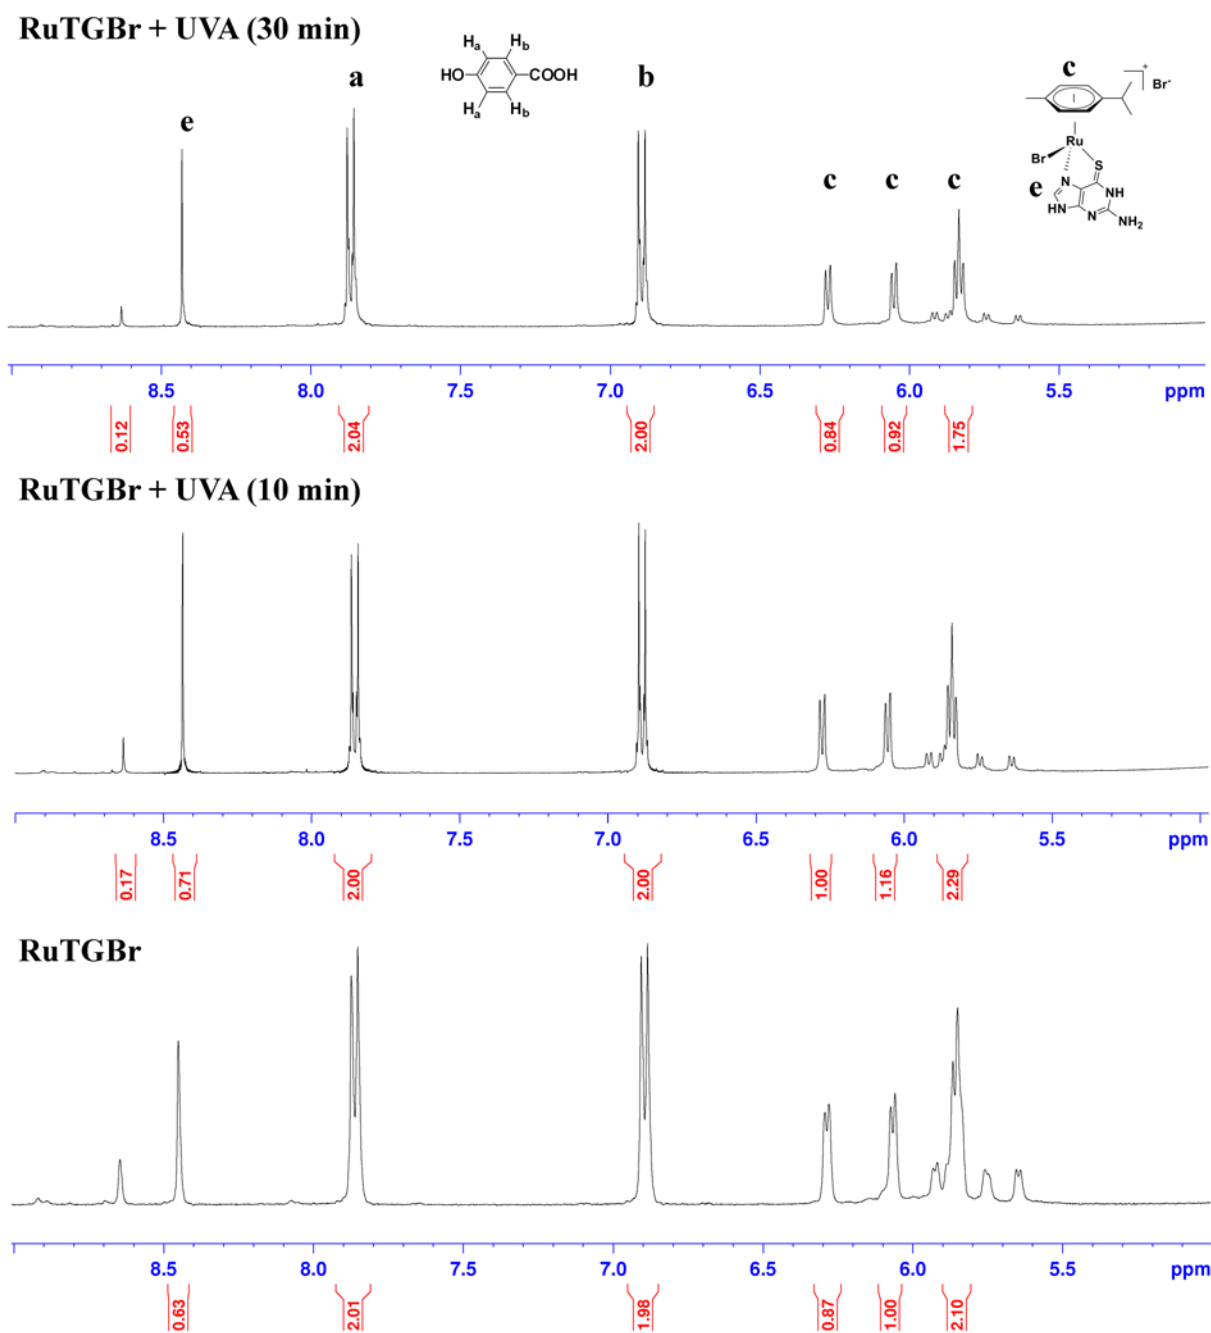 RuTGBr + UVA (30 min)
Ha Hb
HO COOH
Ha Hb
a
b
e
c
+
Br-
Ru
Br
S
e
N
NH
HN
N
NH2
c c c
8.5 8.0 7.5 7.0 6.5 6.0 5.5 ppm
0.12 0.53 2.04 2.00 0.84 0.92 1.75
RuTGBr + UVA (10 min)
8.5 8.0 7.5 7.0 6.5 6.0 5.5 ppm
0.17 0.71 2.00 2.00 1.00 1.16 2.29
RuTGBr
8.5 8.0 7.5 7.0 6.5 6.0 5.5 ppm
0.63 2.01 1.98 0.87 1.00 2.10